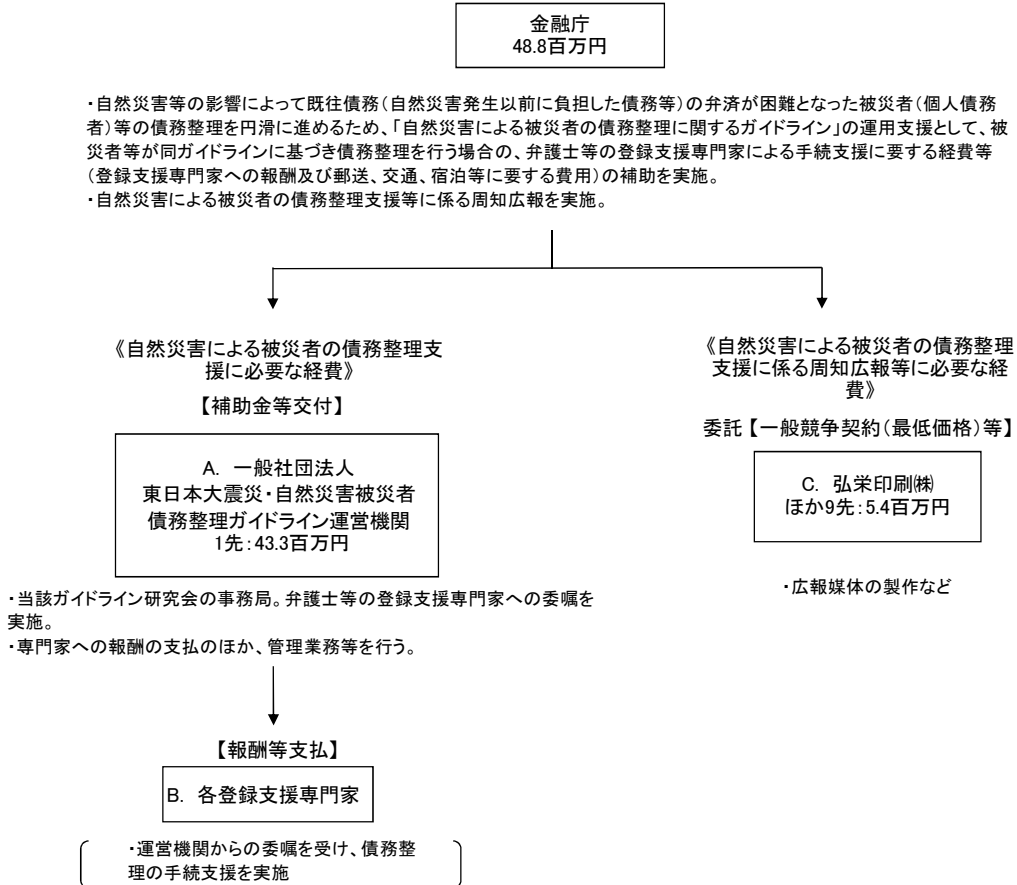 金融庁
48.8百万円
・自然災害等の影響によって既往債務(自然災害発生以前に負担した債務等)の弁済が困難となった被災者(個人債務
者)等の債務整理を円滑に進めるため、「自然災害による被災者の債務整理に関するガイドライン」の運用支援として、被
災者等が同ガイドラインに基づき債務整理を行う場合の、弁護士等の登録支援専門家による手続支援に要する経費等
(登録支援専門家への報酬及び郵送、交通、宿泊等に要する費用)の補助を実施。
・自然災害による被災者の債務整理支援等に係る周知広報を実施。
《自然災害による被災者の債務整理支
援に必要な経費》
【補助金等交付】
A. 一般社団法人
東日本大震災・自然災害被災者
債務整理ガイドライン運営機関
1先:43.3百万円
・当該ガイドライン研究会の事務局。弁護士等の登録支援専門家への委嘱を
実施。
・専門家への報酬の支払のほか、管理業務等を行う。
【報酬等支払】
B. 各登録支援専門家
・運営機関からの委嘱を受け、債務整
理の手続支援を実施
《自然災害による被災者の債務整理
支援に係る周知広報等に必要な経
費》
委託【一般競争契約(最低価格)等】
C. 弘栄印刷㈱
ほか9先:5.4百万円
・広報媒体の製作など